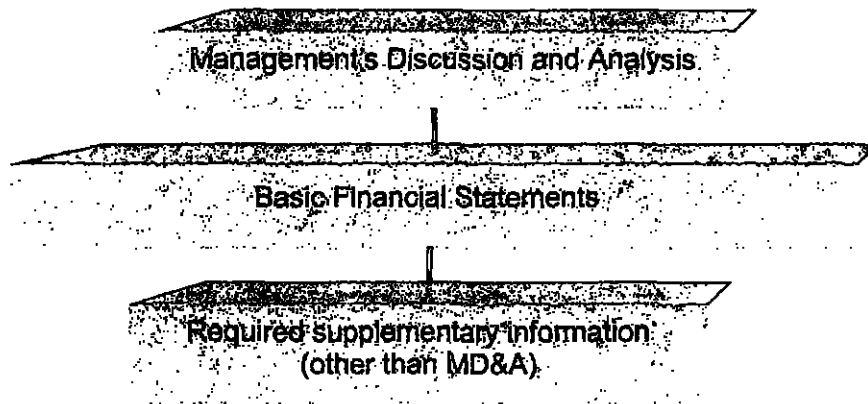 Management's Discussion and Analysis
Basic Financial Statements
Required supplementary information
(other than MD&A)